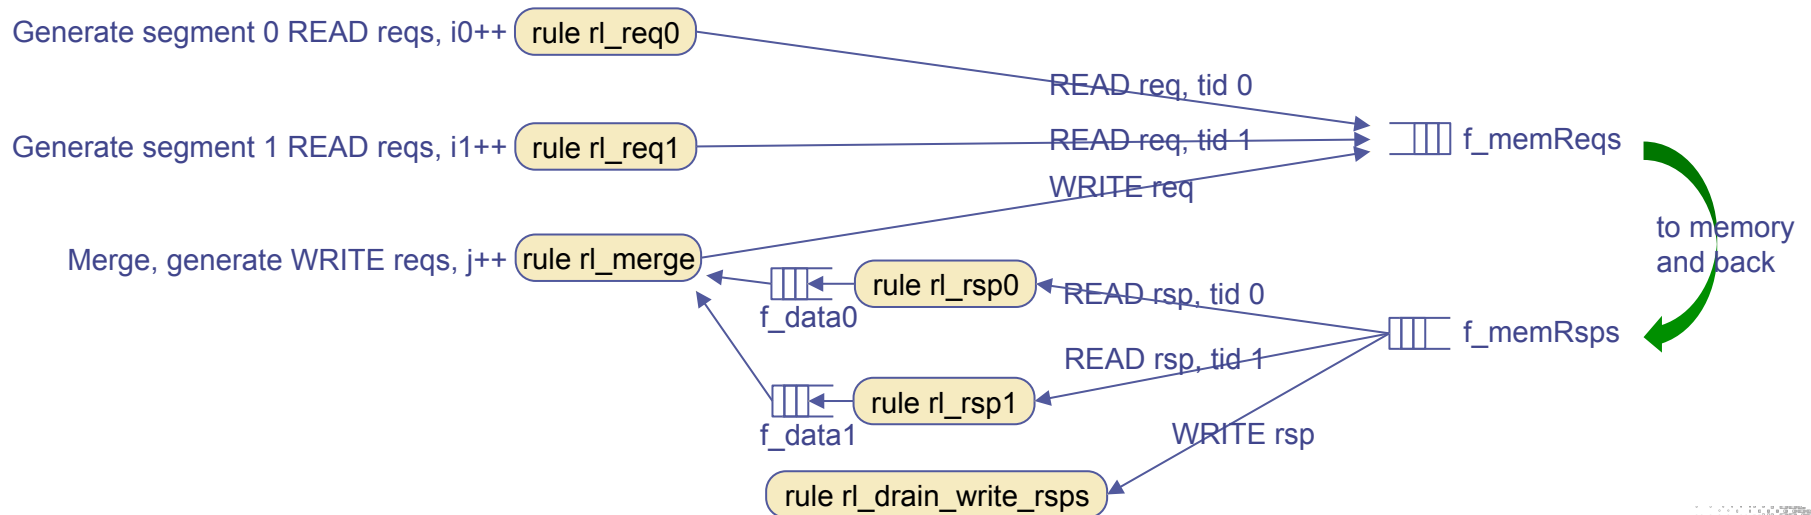 Generate segment 0 READ reqs, i0++
rule rl_req0
READ req, tid 0
Generate segment 1 READ reqs, i1++
rule rl_req1
READ req, tid 1
f_memReqs
WRITE req
Merge, generate WRITE reqs, j++
rule rl_merge
to memory
and back
rule rl_rsp0
READ rsp, tid 0
f_data0
f_memRsps
READ rsp, tid 1
rule rl_rsp1
f_data1
WRITE rsp
rule rl_drain_write_rsps